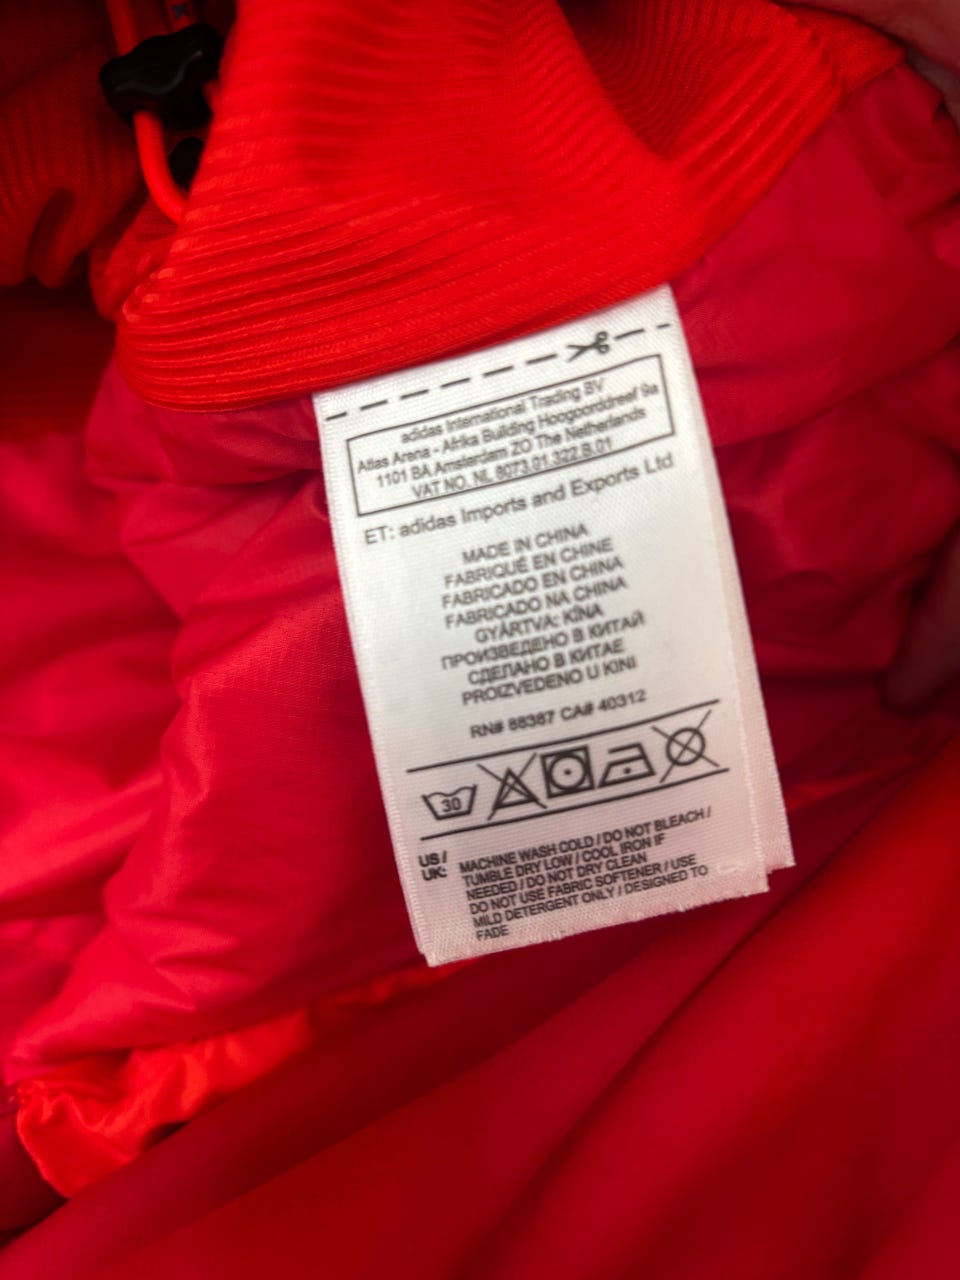 adidas International Trading BV
Atlas Arena - Afrika Building Hoogoorddreef 9a
1101 BA Amsterdam ZO The Netherlands
VAT NO. NL 8073.01.322.B.01
ET: adidas Imports and Exports Ltd
MADE IN CHINA
FABRIQUÉ EN CHINE
FABRICADO EN CHINA
FABRICADO NA CHINA
GYÁRTVA: KÍNA
ПРОИЗВЕДЕНО В КИТАЙ
СДЕЛАНО В КИТАЕ
PROIZVEDENO U KINI
RN# 88387 CA# 40312
30
US / UK: MACHINE WASH COLD / DO NOT BLEACH /
TUMBLE DRY LOW / COOL IRON IF
NEEDED / DO NOT DRY CLEAN
DO NOT USE FABRIC SOFTENER / USE
MILD DETERGENT ONLY / DESIGNED TO
FADE